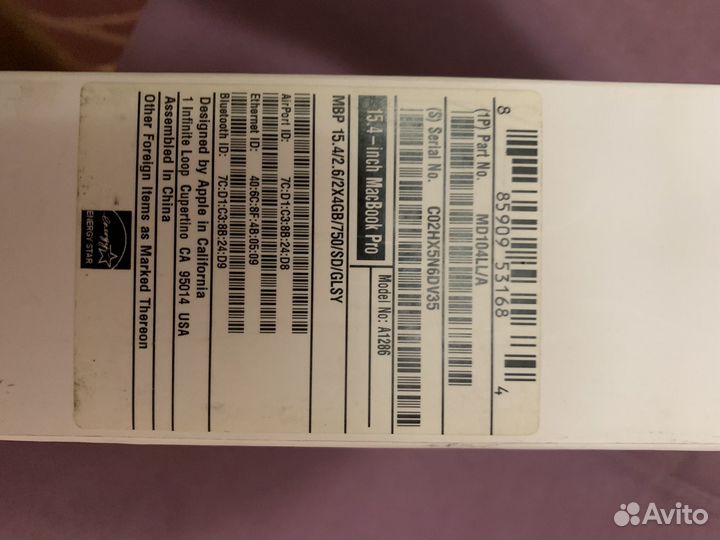 8 85909 53168 4
(1P) Part No. MD104LL/A
(S) Serial No. C02HX5N6DV35
15.4-inch MacBook Pro
Model No: A1286
MBP 15.4/2.6/2X4GB/750/SD/GLSY
AirPort ID: 7C:D1:C3:8B:24:D8
Ethernet ID: 40:6C:8F:4B:05:09
Bluetooth ID: 7C:D1:C3:8B:24:D9
Designed by Apple in California
1 Infinite Loop Cupertino CA 95014 USA
Assembled In China
Other Foreign Items as Marked Thereon
energy
ENERGY STAR
Avito